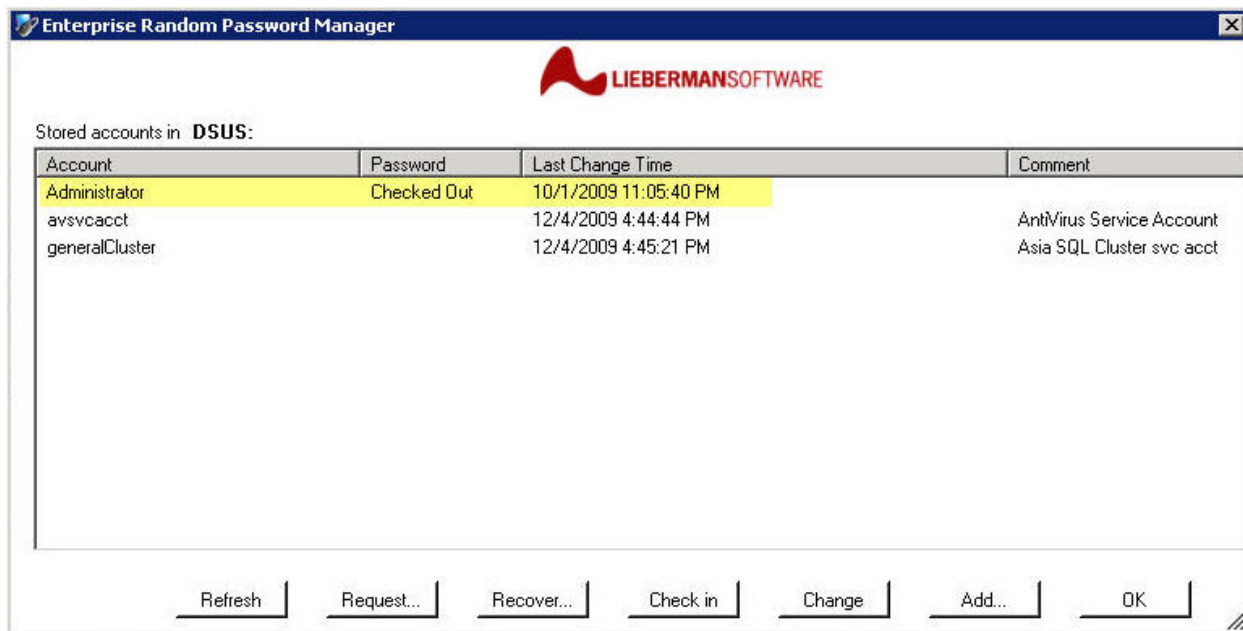 Enterprise Random Password Manager
LIEBERMANSOFTWARE
Stored accounts in DSUS:
Account Password Last Change Time Comment
Administrator Checked Out 10/1/2009 11:05:40 PM
avsvcacct 12/4/2009 4:44:44 PM AntiVirus Service Account
generalCluster 12/4/2009 4:45:21 PM Asia SQL Cluster svc acct
Refresh Request... Recover... Check in Change Add... OK